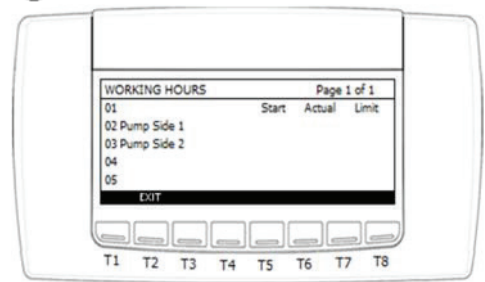 WORKING HOURS Page 1 of 1
01 Start Actual Limit
02 Pump Side 1
03 Pump Side 2
04
05
EXIT
T1 T2 T3 T4 T5 T6 T7 T8